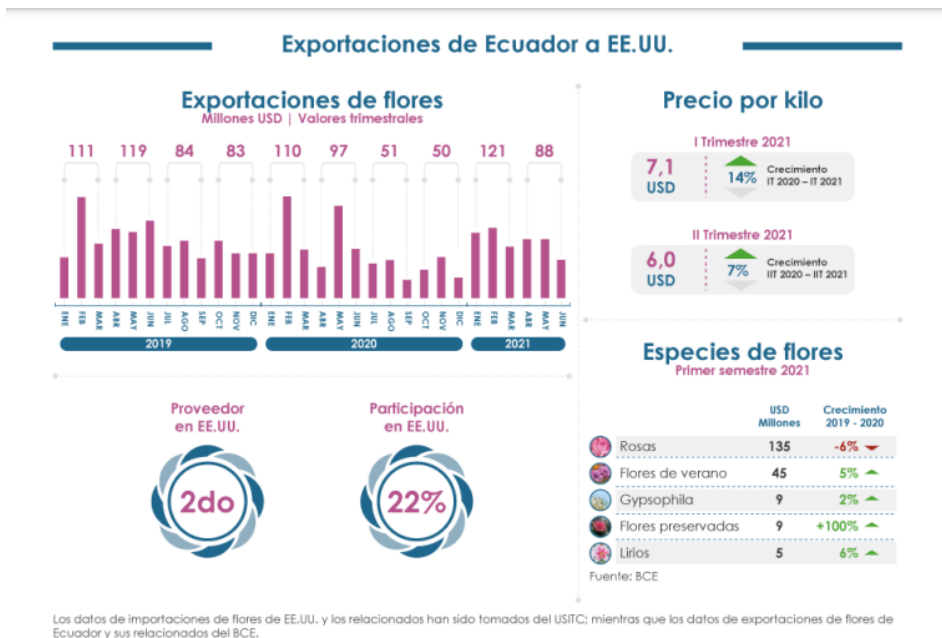 Exportaciones de Ecuador a EE.UU.
Exportaciones de flores
Millones USD | Valores trimestrales
111 119 84 83 110 97 51 50 121 88
ENE FEB MAR ABR MAY JUN JUL AGO SEP OCT NOV DIC ENE FEB MAR ABR MAY JUN JUL AGO SEP OCT NOV DIC ENE FEB MAR ABR MAY JUN
2019 2020 2021
Proveedor
en EE.UU.
2do
Participación
en EE.UU.
22%
Precio por kilo
I Trimestre 2021
7,1
USD
14%
Crecimiento
IT 2020 – IT 2021
II Trimestre 2021
6,0
USD
7%
Crecimiento
IIT 2020 – IIT 2021
Especies de flores
Primer semestre 2021
USD
Millones
Crecimiento
2019 - 2020
Rosas 135 -6%
Flores de verano 45 5%
Gypsophila 9 2%
Flores preservadas 9 +100%
Lirios 5 6%
Fuente: BCE
Los datos de importaciones de flores de EE.UU. y los relacionados han sido tomados del USITC; mientras que los datos de exportaciones de flores de
Ecuador y sus relacionados del BCE.